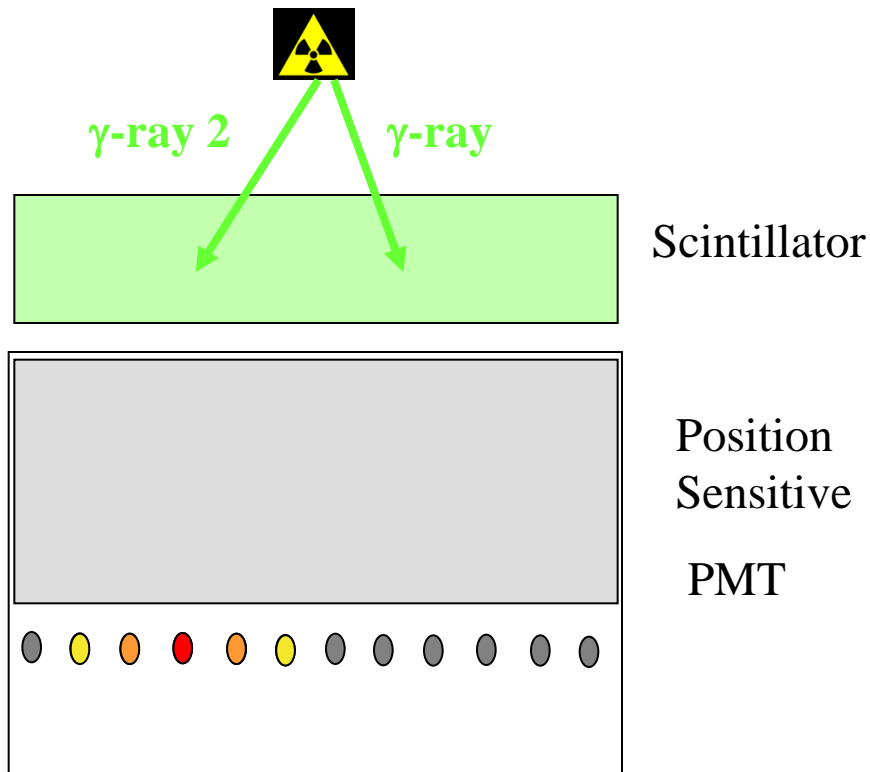 γ-ray 2
γ-ray
Scintillator
Position
Sensitive
PMT